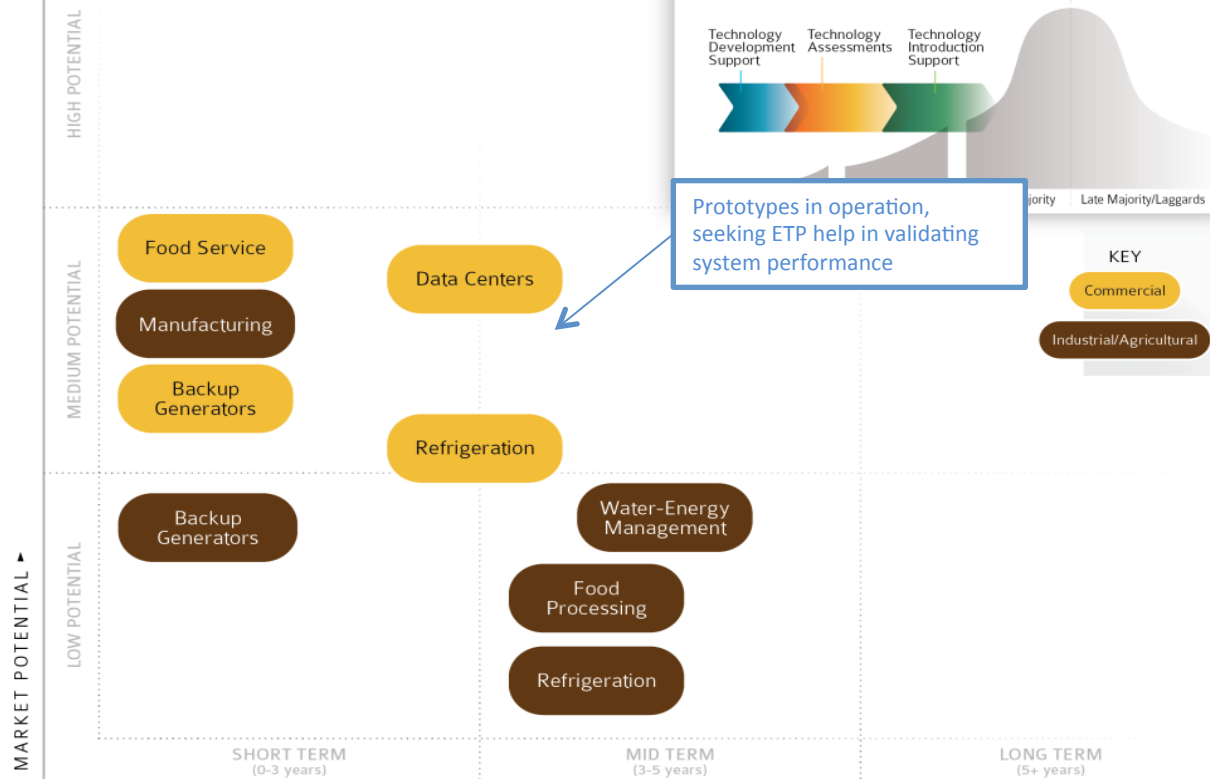 Technology
Development
Support
Technology
Assessments
Technology
Introduction
Support
Late Majority/Laggards
Prototypes in operation,
seeking ETP help in validating
system performance
KEY
Commercial
Industrial/Agricultural
MARKET POTENTIAL ►
HIGH POTENTIAL
MEDIUM POTENTIAL
LOW POTENTIAL
Food Service
Manufacturing
Backup
Generators
Data Centers
Refrigeration
Backup
Generators
Water-Energy
Management
Food
Processing
Refrigeration
SHORT TERM
(0-3 years)
MID TERM
(3-5 years)
LONG TERM
(5+ years)